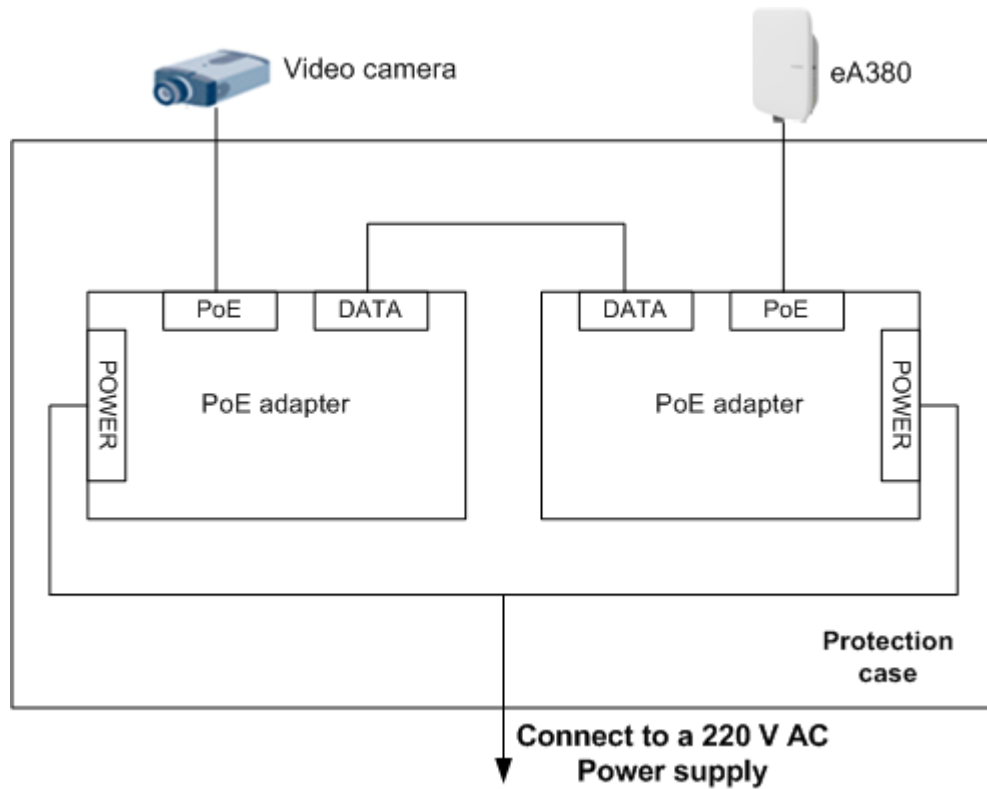 Video camera
eA380
PoE
DATA
DATA
PoE
POWER
PoE adapter
PoE adapter
POWER
Protection
case
Connect to a 220 V AC
Power supply